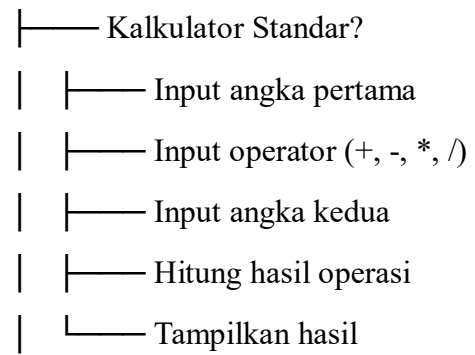 ├─── Kalkulator Standar?
│ ├─── Input angka pertama
│ ├─── Input operator (+, -, *, /)
│ ├─── Input angka kedua
│ ├─── Hitung hasil operasi
│ └─── Tampilkan hasil